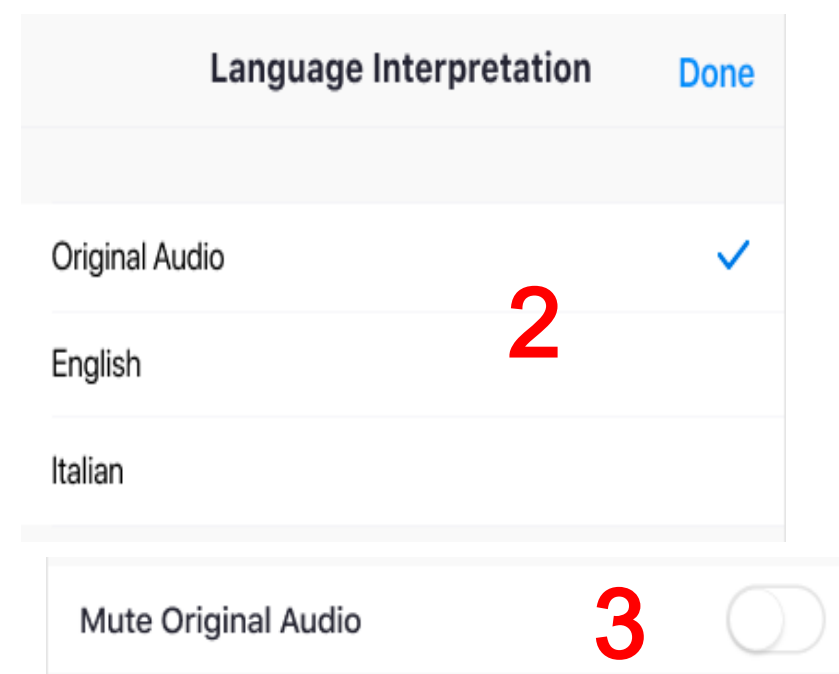 Language Interpretation Done
Original Audio
2
English
Italian
Mute Original Audio 3